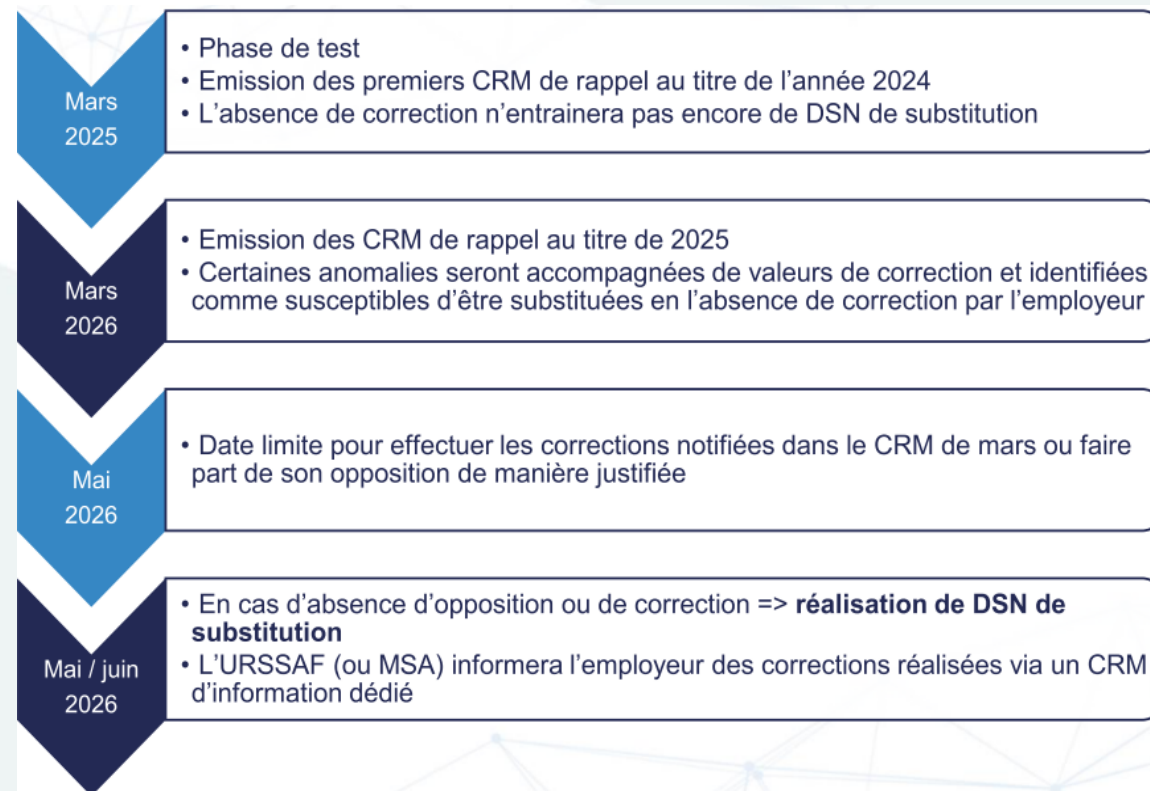 Mars
2025
• Phase de test
• Emission des premiers CRM de rappel au titre de l'année 2024
• L'absence de correction n'entrainera pas encore de DSN de substitution
Mars
2026
• Emission des CRM de rappel au titre de 2025
• Certaines anomalies seront accompagnées de valeurs de correction et identifiées
comme susceptibles d'être substituées en l'absence de correction par l'employeur
Mai
2026
• Date limite pour effectuer les corrections notifiées dans le CRM de mars ou faire
part de son opposition de manière justifiée
Mai / juin
2026
• En cas d'absence d'opposition ou de correction => réalisation de DSN de
substitution
• L'URSSAF (ou MSA) informera l'employeur des corrections réalisées via un CRM
d'information dédié